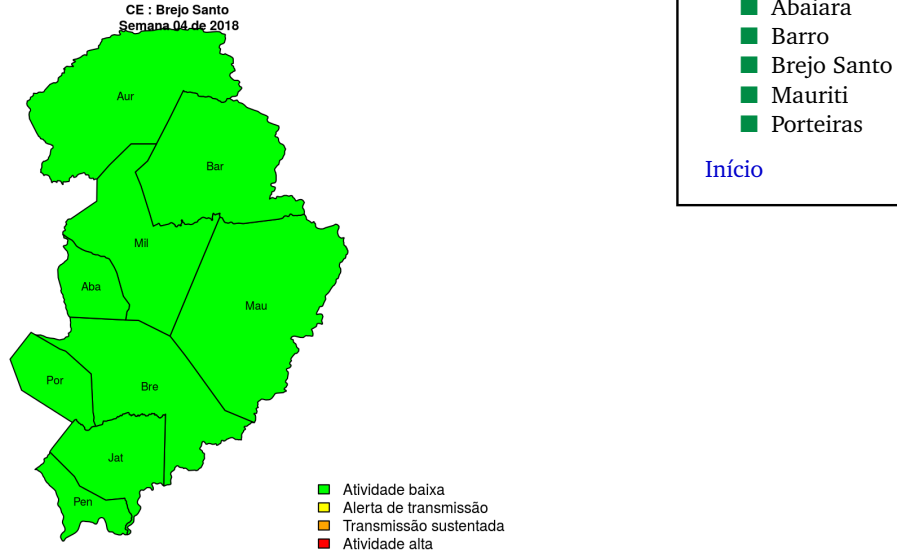 CE : Brejo Santo
Semana 04 de 2018
Aur
Bar
Mil
Aba
Mau
Por
Bre
Jat
Pen
Atividade baixa
Alerta de transmissão
Transmissão sustentada
Atividade alta
Abaiara
Barro
Brejo Santo
Mauriti
Porteiras
Início